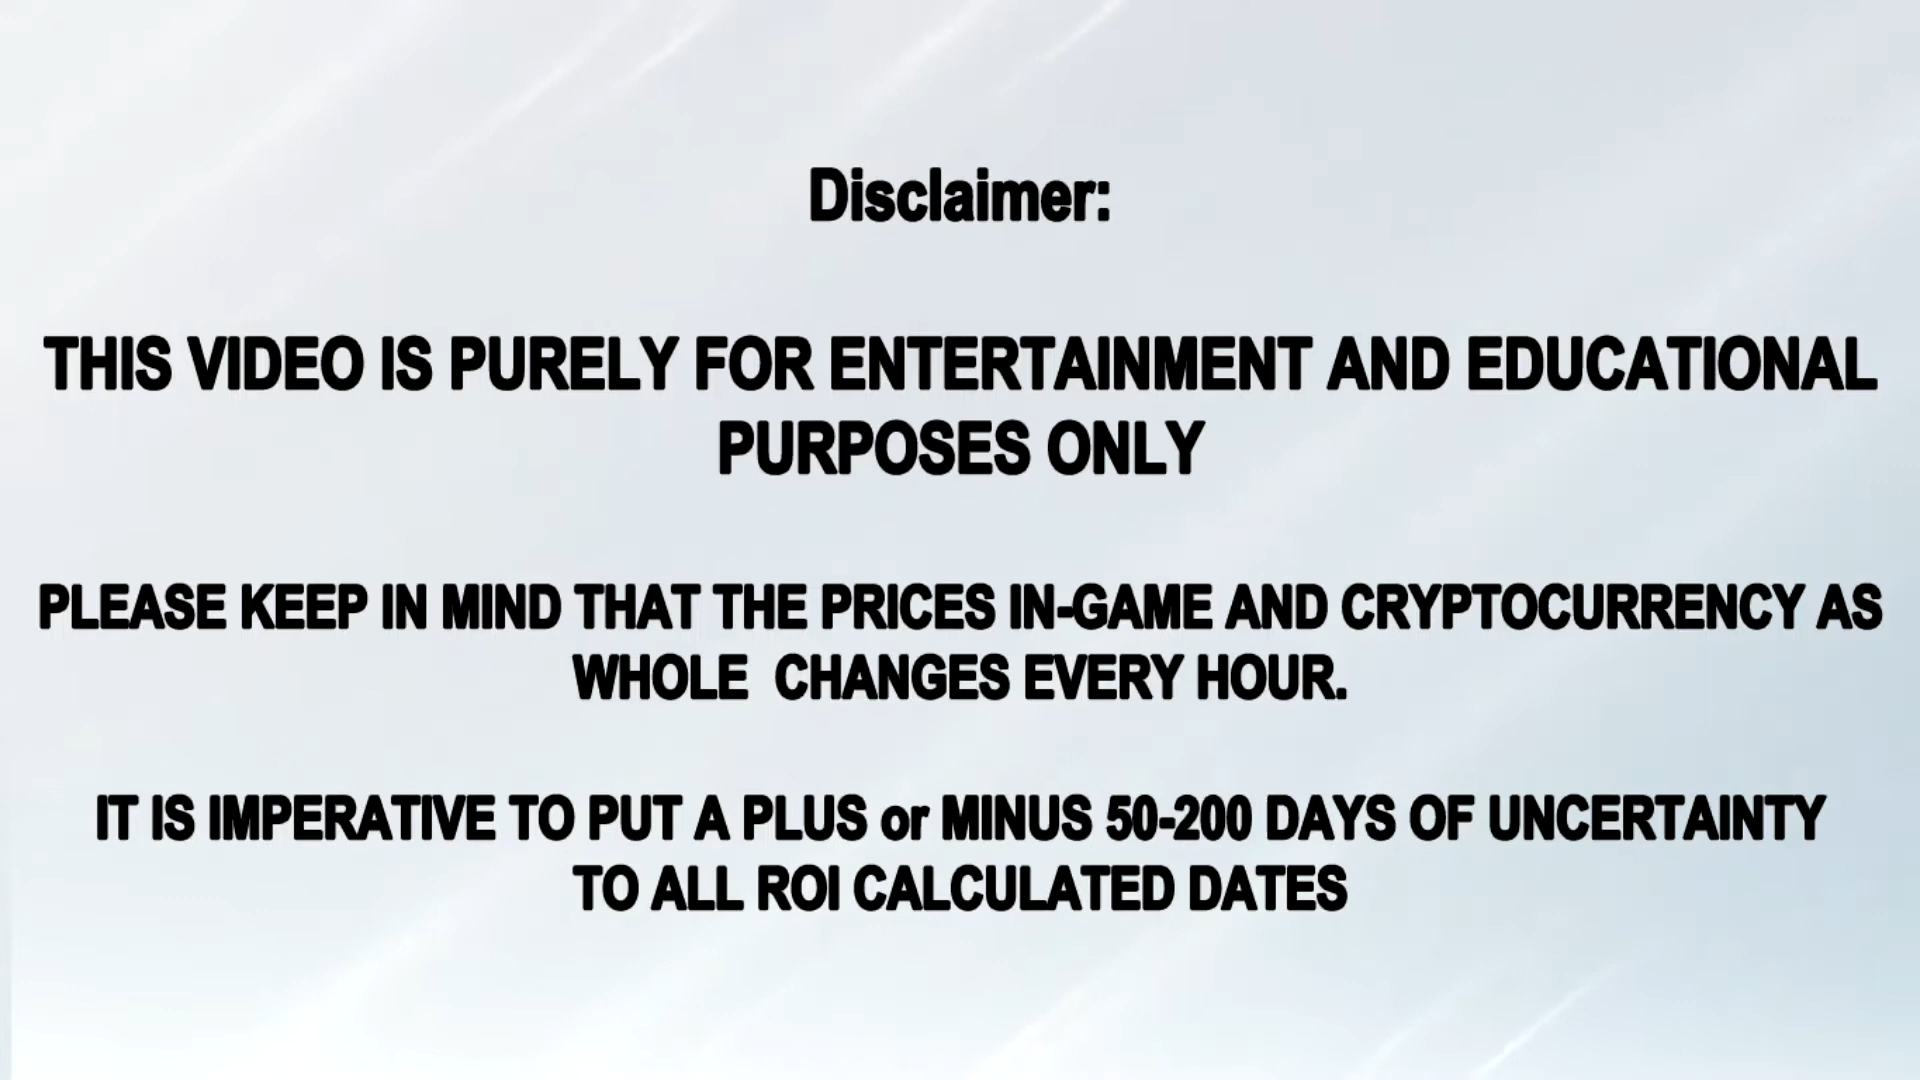 Disclaimer:
THIS VIDEO IS PURELY FOR ENTERTAINMENT AND EDUCATIONAL
PURPOSES ONLY
PLEASE KEEP IN MIND THAT THE PRICES IN-GAME AND CRYPTOCURRENCY AS
WHOLE  CHANGES EVERY HOUR.
IT IS IMPERATIVE TO PUT A PLUS or MINUS 50-200 DAYS OF UNCERTAINTY
TO ALL ROI CALCULATED DATES